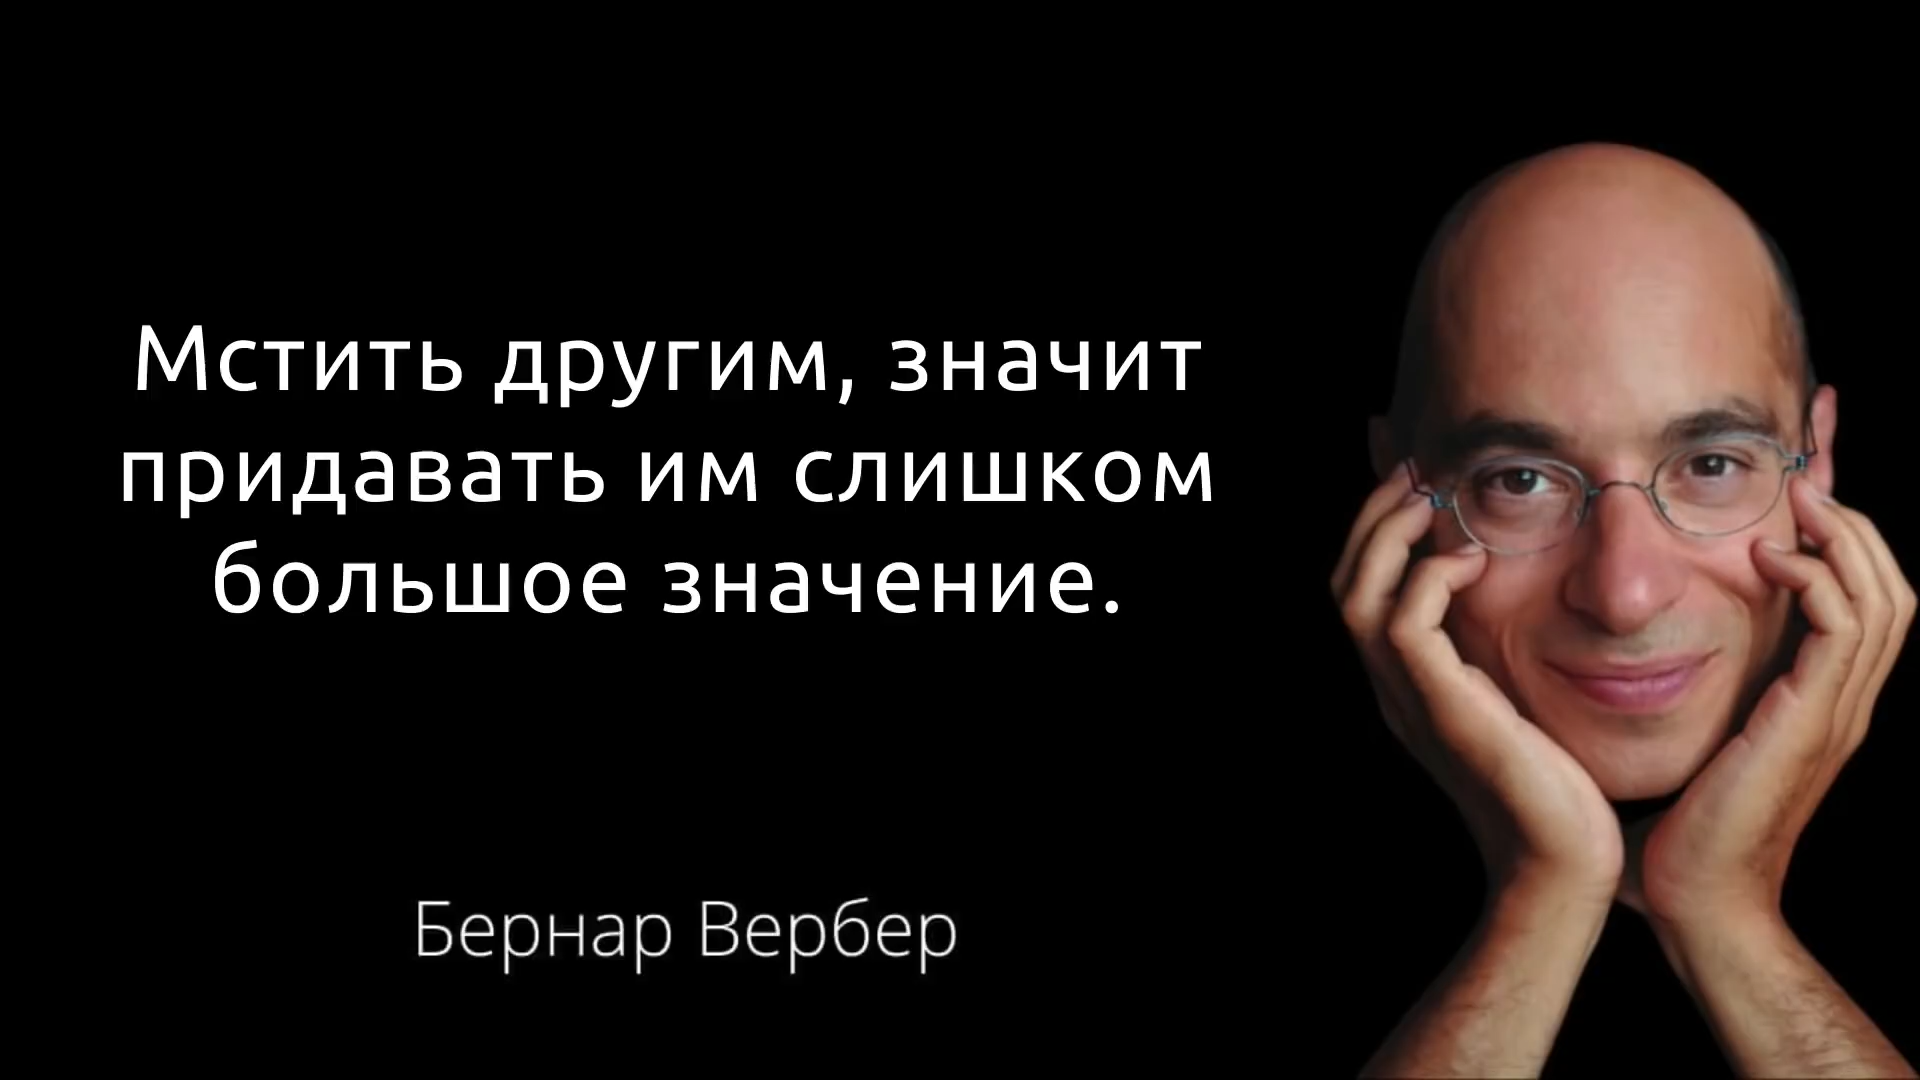 Мстить другим, значит
придавать им слишком
большое значение.
Бернар Вербер